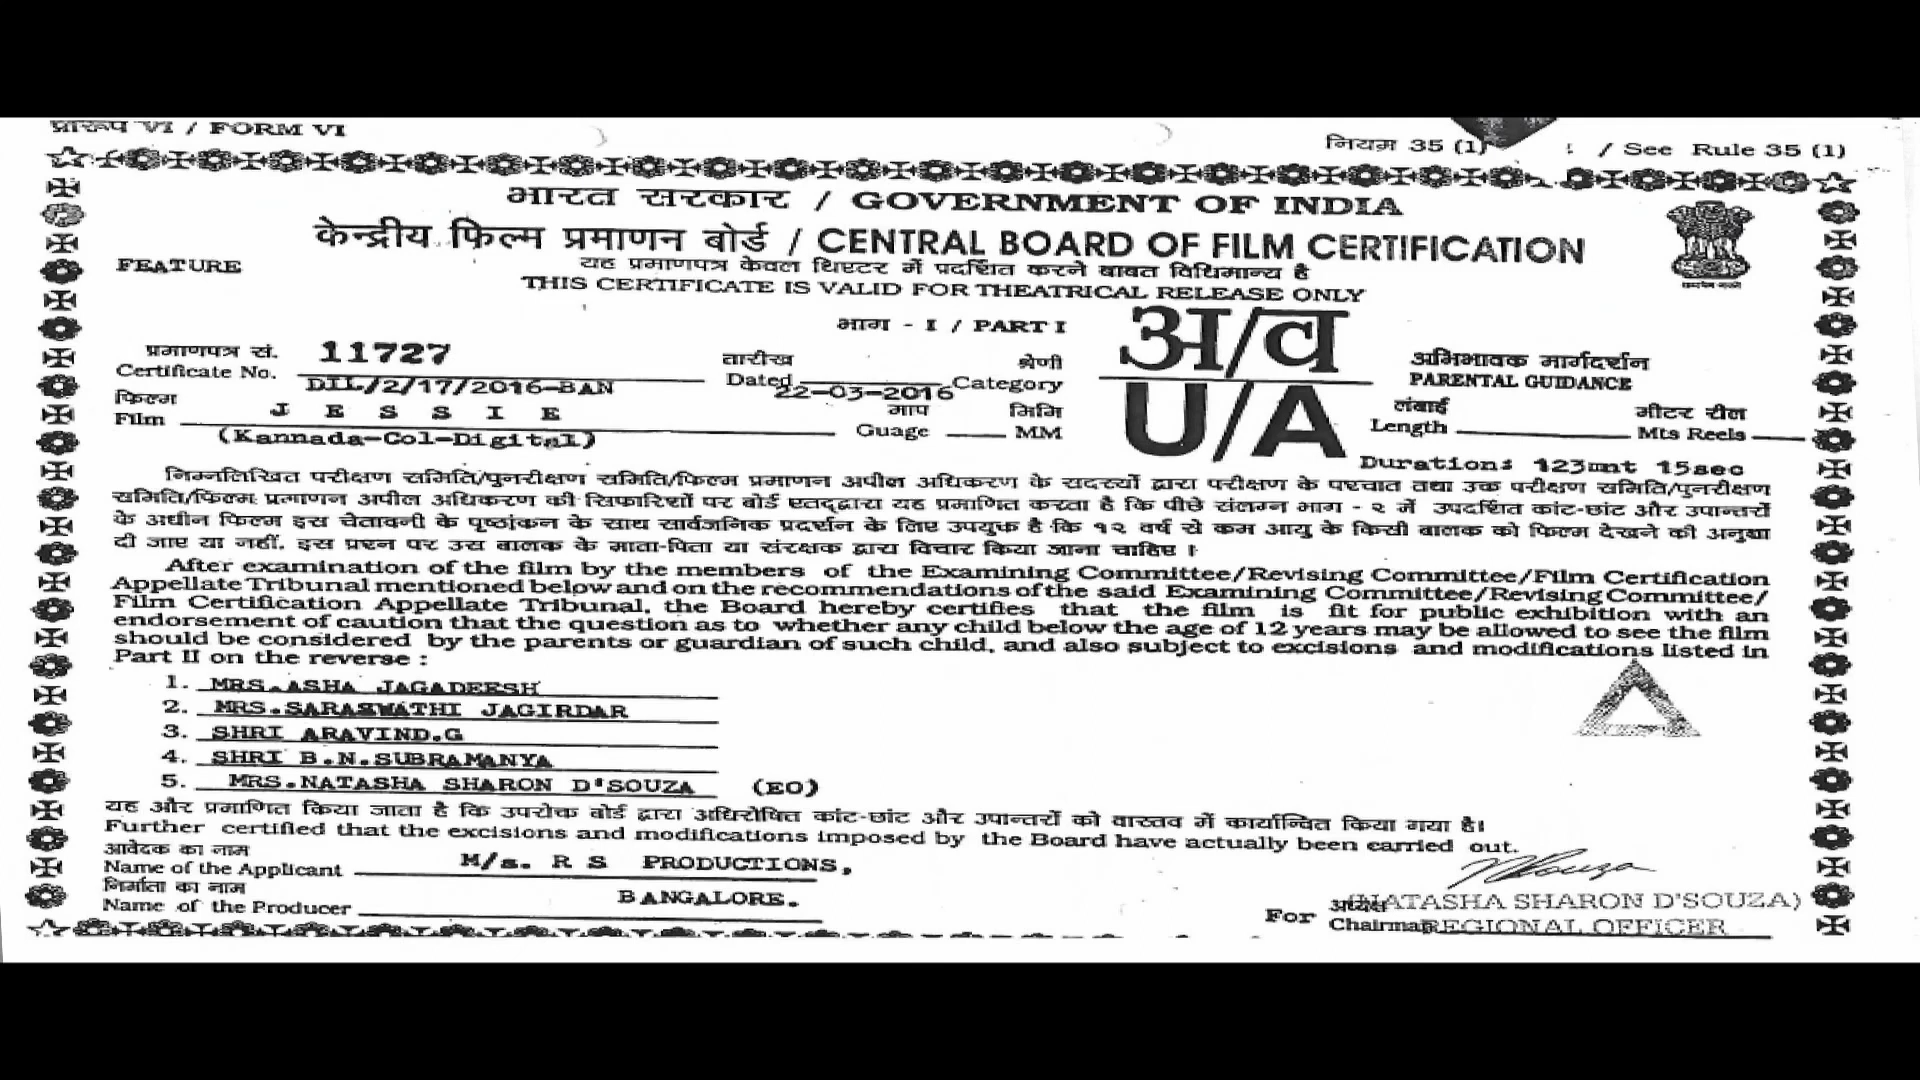 प्रारूप VI / FORM VI
नियम 35 (1) / See Rule 35 (1)
भारत सरकार / GOVERNMENT OF INDIA
केन्द्रीय फिल्म प्रमाणन बोर्ड / CENTRAL BOARD OF FILM CERTIFICATION
FEATURE
यह प्रमाणपत्र केवल थिएटर में प्रदर्शित करने बाबत विधिमान्य है
THIS CERTIFICATE IS VALID FOR THEATRICAL RELEASE ONLY
भाग - I / PART I
प्रमाणपत्र सं. 11727 तारीख श्रेणी अ/व अभिभावक मार्गदर्शन
Certificate No. DIL/2/17/2016-BAN Dated 22-03-2016 Category U/A PARENTAL GUIDANCE
फिल्म माप मिमि लंबाई मीटर रील
Film J E S S I E Guage MM Length Mts Reels
(Kannada-Col-Digital)
Duration: 123mnt 15sec
निम्नलिखित परीक्षण समिति/पुनरीक्षण समिति/फिल्म प्रमाणन अपील अधिकरण के सदस्यों द्वारा परीक्षण के पश्चात तथा उक्त परीक्षण समिति/पुनरीक्षण
समिति/फिल्म प्रमाणन अपील अधिकरण की सिफारिशों पर बोर्ड एतद्द्वारा यह प्रमाणित करता है कि पीछे संलग्न भाग - २ में उपदर्शित कांट-छांट और उपान्तरों
के अधीन फिल्म इस चेतावनी के पृष्ठांकन के साथ सार्वजनिक प्रदर्शन के लिए उपयुक्त है कि १२ वर्ष से कम आयु के किसी बालक को फिल्म देखने की अनुज्ञा
दी जाए या नहीं, इस प्रश्न पर उस बालक के माता-पिता या संरक्षक द्वारा विचार किया जाना चाहिए ।
After examination of the film by the members of the Examining Committee/Revising Committee/Film Certification
Appellate Tribunal mentioned below and on the recommendations of the said Examining Committee/Revising Committee/
Film Certification Appellate Tribunal, the Board hereby certifies that the film is fit for public exhibition with an
endorsement of caution that the question as to whether any child below the age of 12 years may be allowed to see the film
should be considered by the parents or guardian of such child, and also subject to excisions and modifications listed in
Part II on the reverse :
1. MRS.ASHA JAGADEESH
2. MRS.SARASWATHI JAGIRDAR
3. SHRI ARAVIND.G
4. SHRI B.N.SUBRAMANYA
5. MRS.NATASHA SHARON D'SOUZA (EO)
यह और प्रमाणित किया जाता है कि उपरोक्त बोर्ड द्वारा अधिरोपित कांट-छांट और उपान्तरों को वास्तव में कार्यान्वित किया गया है।
Further certified that the excisions and modifications imposed by the Board have actually been carried out.
आवेदक का नाम
Name of the Applicant M/s. R S PRODUCTIONS,
निर्माता का नाम
Name of the Producer BANGALORE.
अध्यक्ष (NATASHA SHARON D'SOUZA)
For Chairman REGIONAL OFFICER